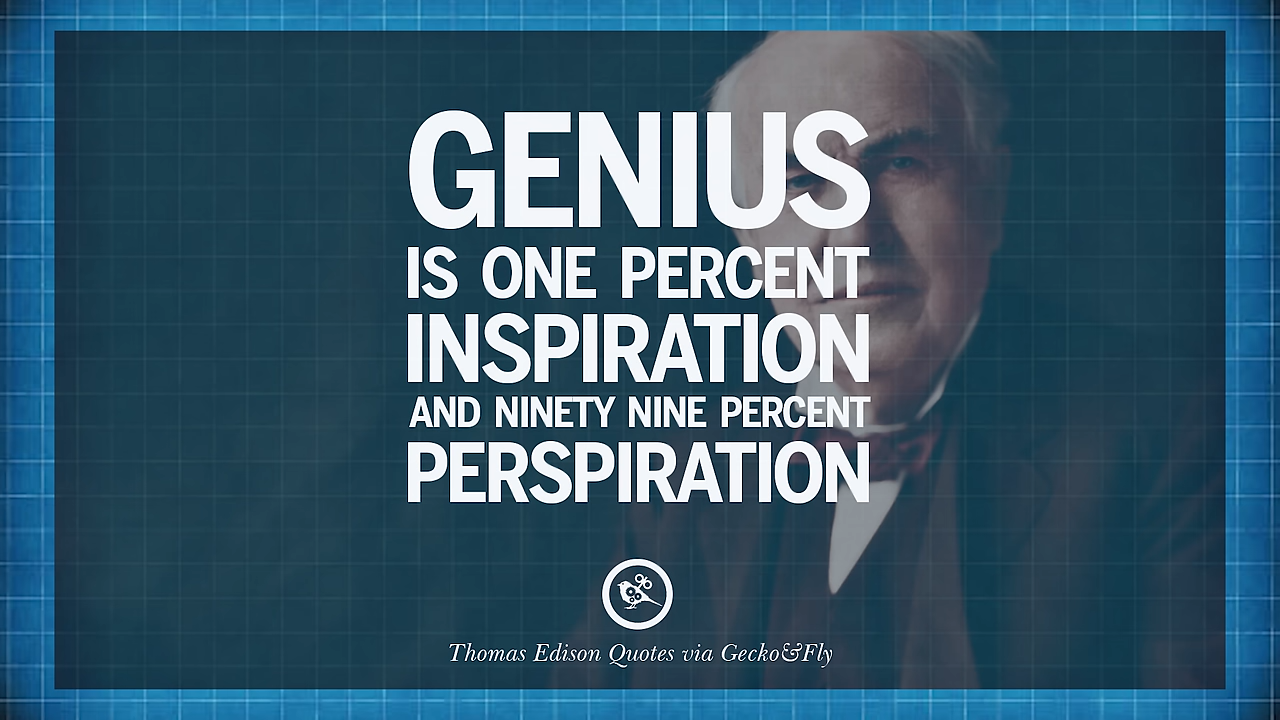 GENIUS
IS ONE PERCENT
INSPIRATION
AND NINETY NINE PERCENT
PERSPIRATION
Thomas Edison Quotes via Gecko&Fly